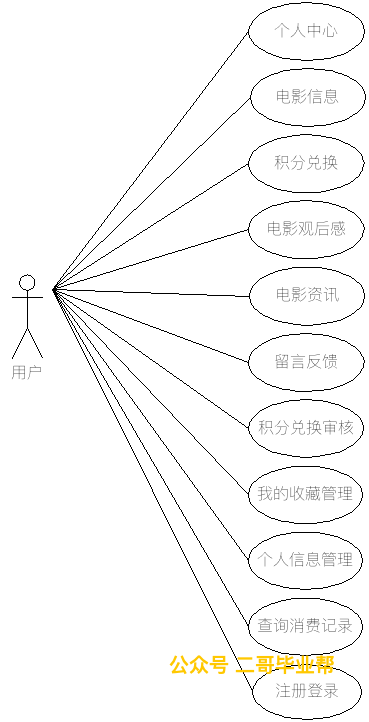 个人中心
电影信息
积分兑换
电影观后感
电影资讯
留言反馈
用户
积分兑换审核
我的收藏管理
个人信息管理
查询消费记录
公众号 二哥毕业帮
注册登录